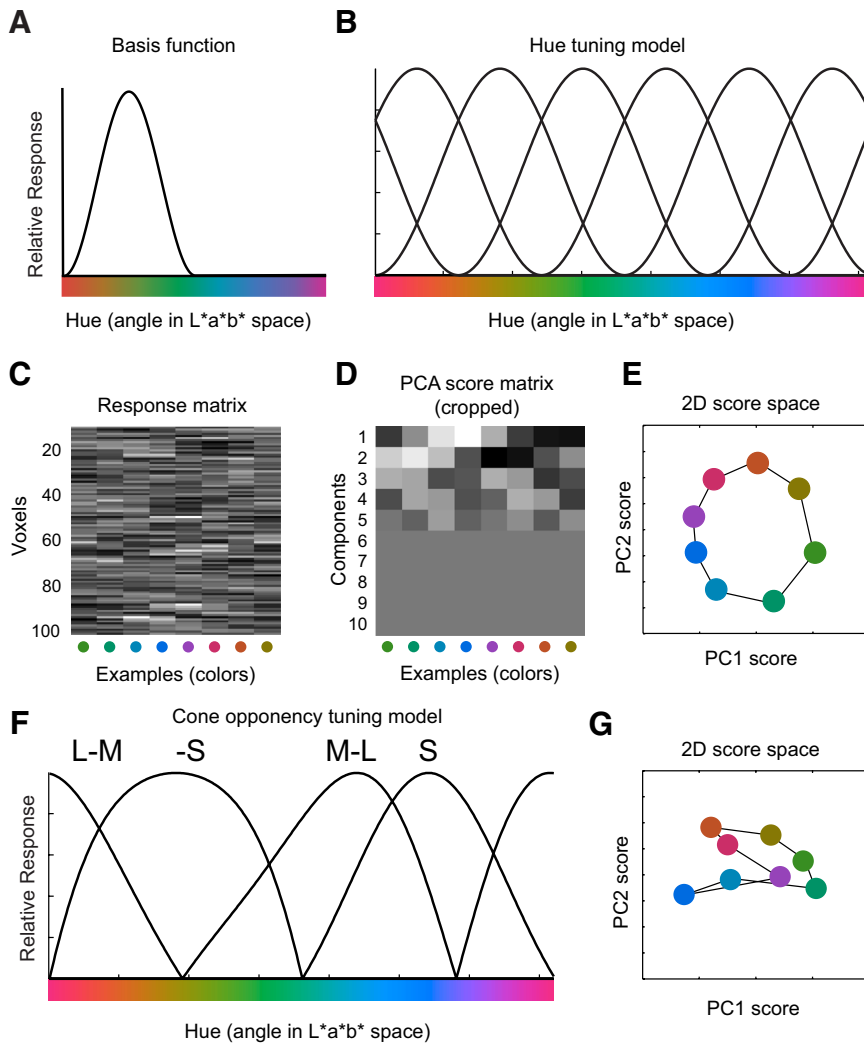 A
Basis function
Relative Response
Hue (angle in L*a*b* space)
B
Hue tuning model
Hue (angle in L*a*b* space)
C
Response matrix
Voxels
20
40
60
80
100
Examples (colors)
D
PCA score matrix
(cropped)
Components
1
2
3
4
5
6
7
8
9
10
Examples (colors)
E
2D score space
PC2 score
PC1 score
F
Cone opponency tuning model
L-M
-S
M-L
S
Relative Response
Hue (angle in L*a*b* space)
G
2D score space
PC2 score
PC1 score